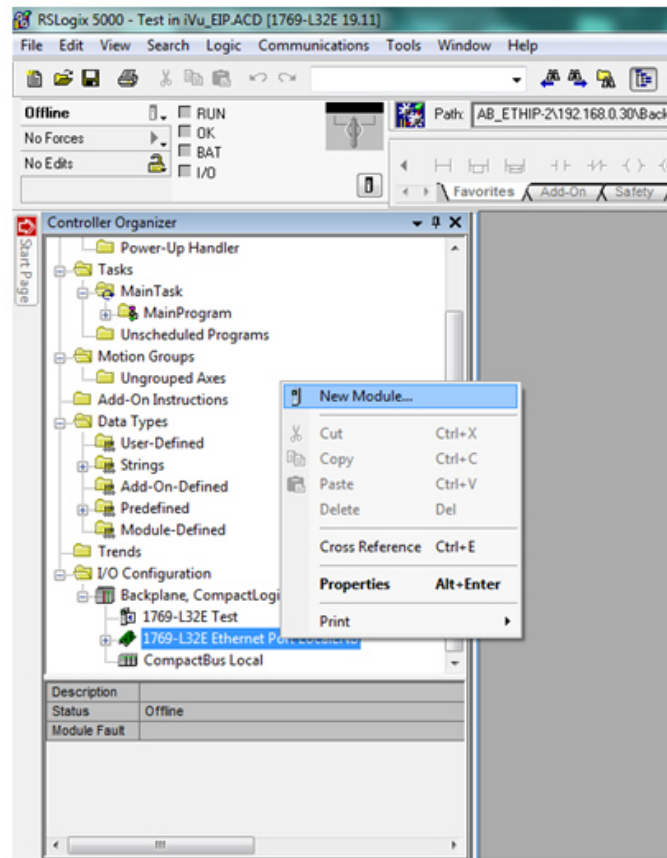 RSLogix 5000 - Test in iVu_EIP.ACD [1769-L32E 19.11]
File Edit View Search Logic Communications Tools Window Help
Offline
RUN
Path: AB_ETHIP-2\192.168.0.30\Back
No Forces
OK
No Edits
BAT
I/O
Favorites Add-On Safety
Start Page
Controller Organizer
Power-Up Handler
Tasks
MainTask
MainProgram
Unscheduled Programs
Motion Groups
Ungrouped Axes
Add-On Instructions
Data Types
User-Defined
Strings
Add-On-Defined
Predefined
Module-Defined
Trends
I/O Configuration
Backplane, CompactLogi
1769-L32E Test
1769-L32E Ethernet Port LocalENB
CompactBus Local
New Module...
Cut Ctrl+X
Copy Ctrl+C
Paste Ctrl+V
Delete Del
Cross Reference Ctrl+E
Properties Alt+Enter
Print
Description
Status Offline
Module Fault